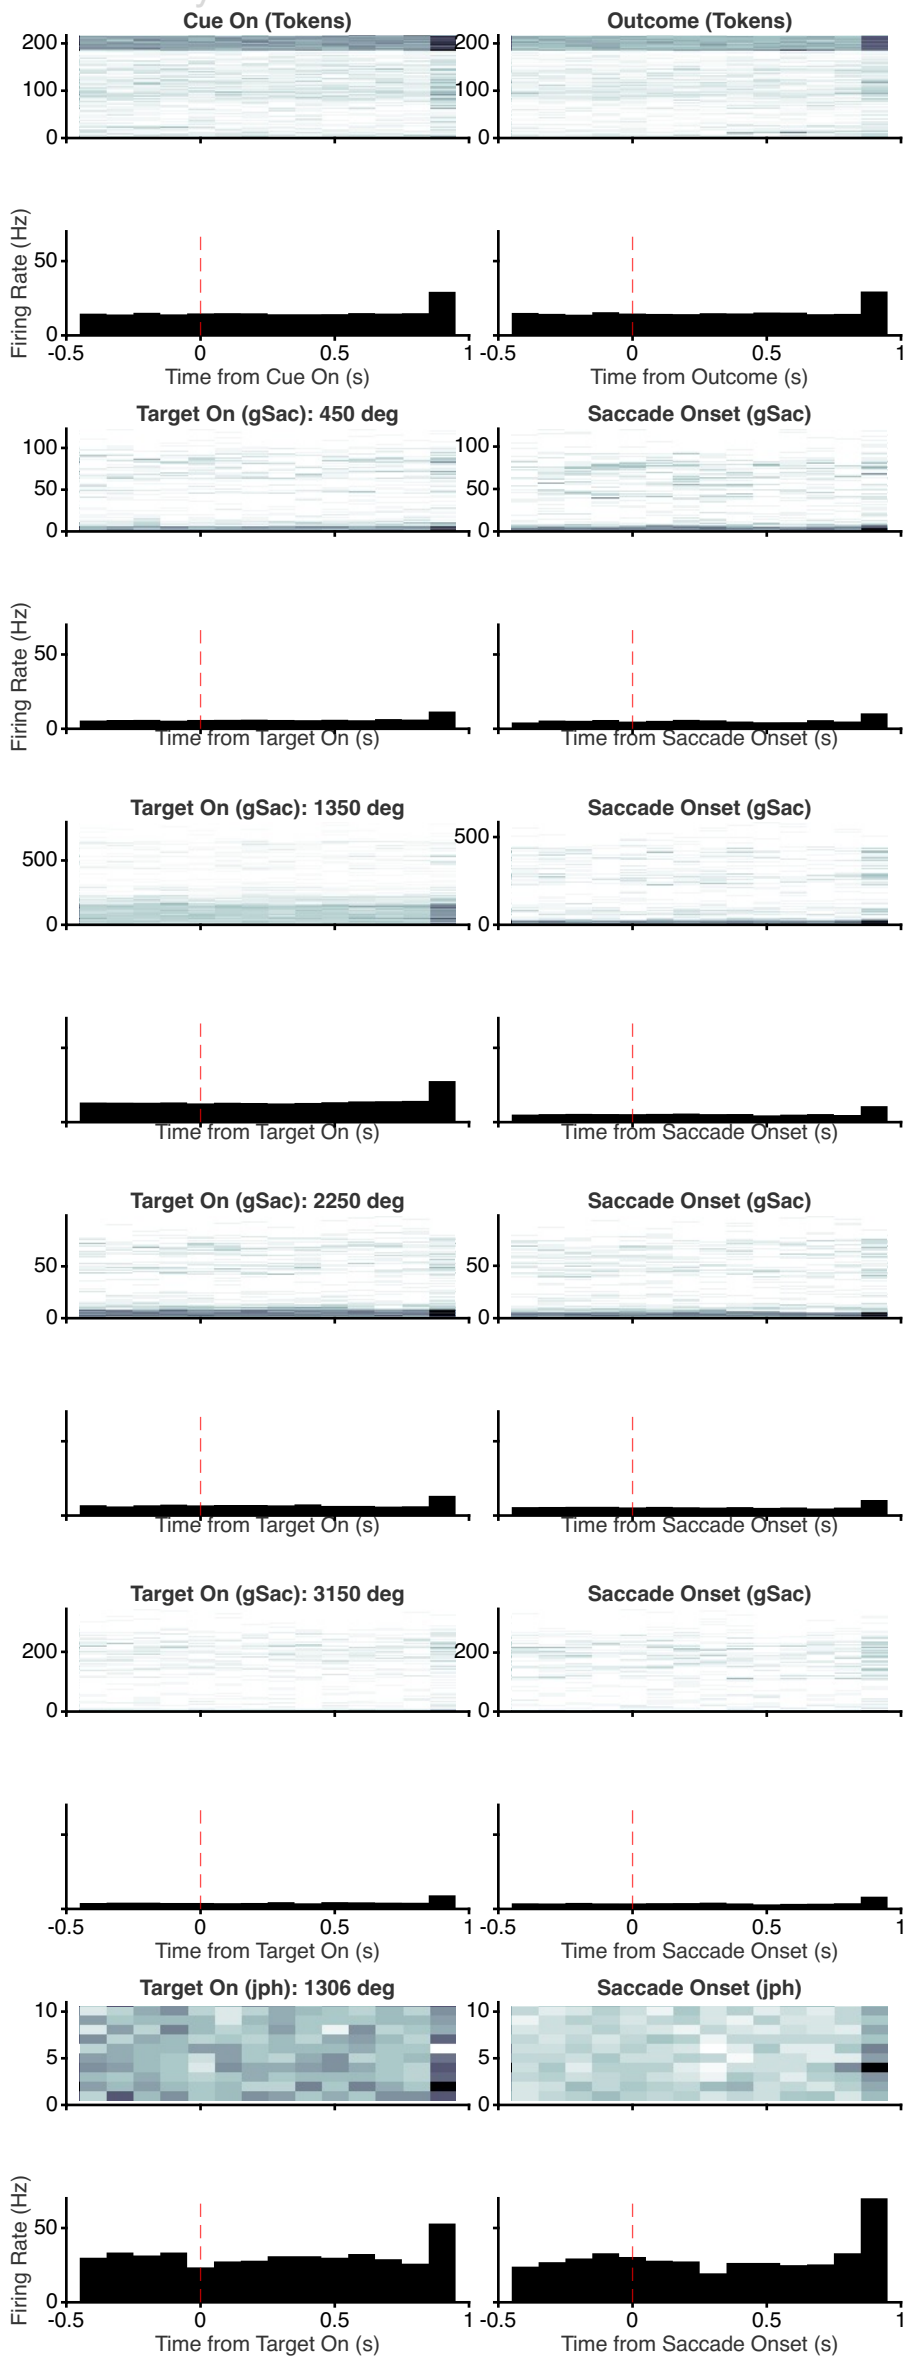 Cue On (Tokens) Outcome (Tokens)
200 200
100 100
0 0
Firing Rate (Hz)
50
0
-0.5 0 0.5 1 -0.5 0 0.5 1
Time from Cue On (s) Time from Outcome (s)
Target On (gSac): 450 deg Saccade Onset (gSac)
100 100
50 50
0 0
Firing Rate (Hz)
50
0
Time from Target On (s) Time from Saccade Onset (s)
Target On (gSac): 1350 deg Saccade Onset (gSac)
500 500
0 0
Time from Target On (s) Time from Saccade Onset (s)
Target On (gSac): 2250 deg Saccade Onset (gSac)
50 50
0 0
Time from Target On (s) Time from Saccade Onset (s)
Target On (gSac): 3150 deg Saccade Onset (gSac)
200 200
0 0
-0.5 0 0.5 1 -0.5 0 0.5 1
Time from Target On (s) Time from Saccade Onset (s)
Target On (jph): 1306 deg Saccade Onset (jph)
10 10
5 5
0 0
Firing Rate (Hz)
50
0
-0.5 0 0.5 1 -0.5 0 0.5 1
Time from Target On (s) Time from Saccade Onset (s)